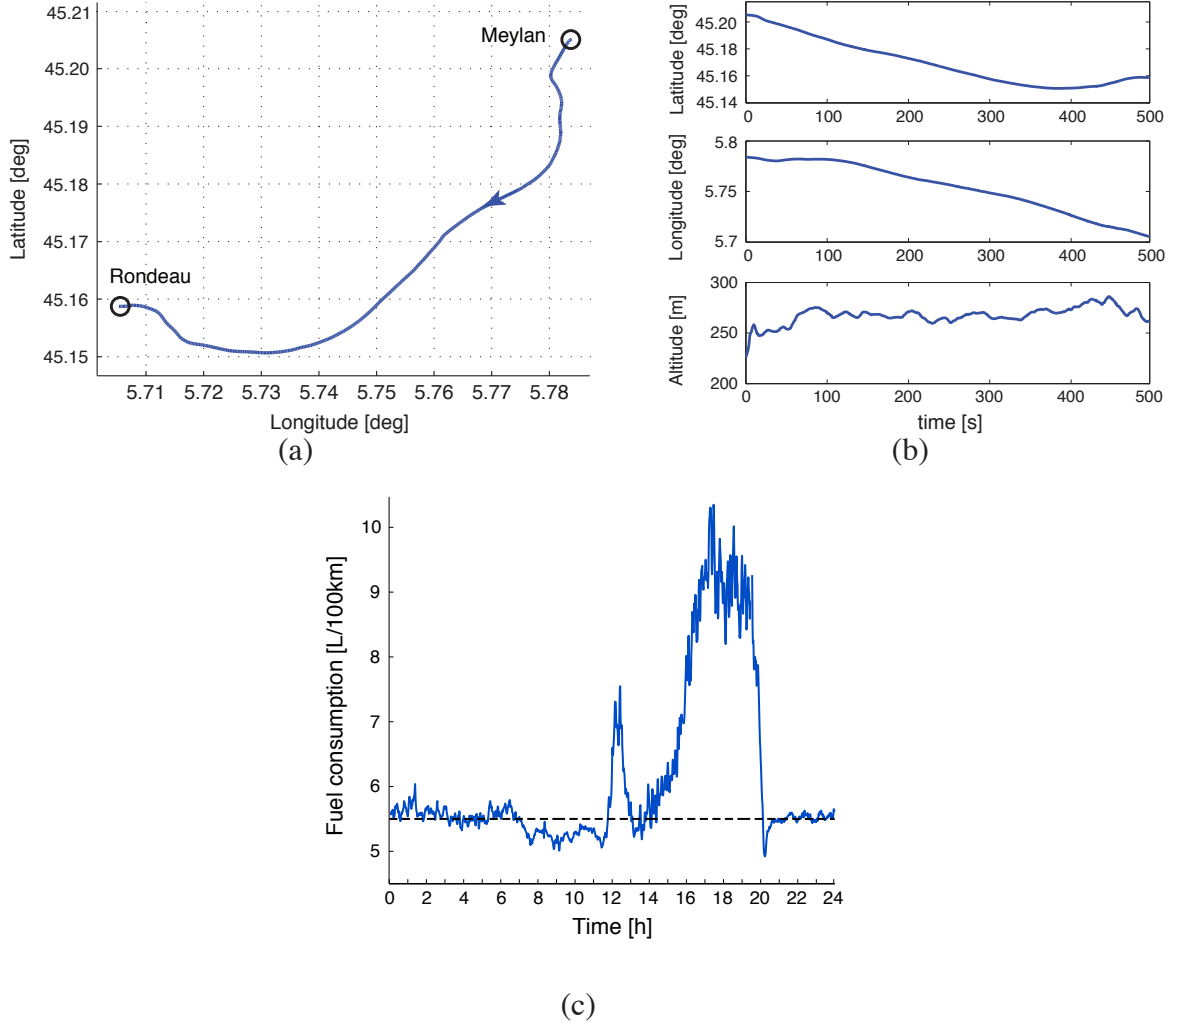 45.21
45.20
45.19
45.18
45.17
45.16
45.15
Latitude [deg]
Meylan
Rondeau
5.71 5.72 5.73 5.74 5.75 5.76 5.77 5.78
Longitude [deg]
(a)
45.20
45.18
45.16
45.14
Latitude [deg]
0 100 200 300 400 500
5.8
5.75
5.7
Longitude [deg]
0 100 200 300 400 500
300
250
200
Altitude [m]
0 100 200 300 400 500
time [s]
(b)
10
9
8
7
6
5
Fuel consumption [L/100km]
0 2 4 6 8 10 12 14 16 18 20 22 24
Time [h]
(c)